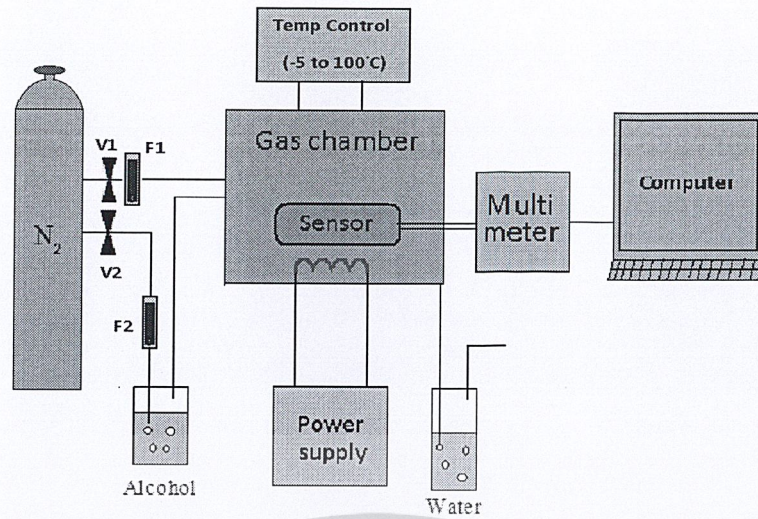 Temp Control
(-5 to 100°C)
V1
F1
Gas chamber
Computer
Multi
meter
Sensor
N₂
V2
F2
Power
supply
Alcohol
Water